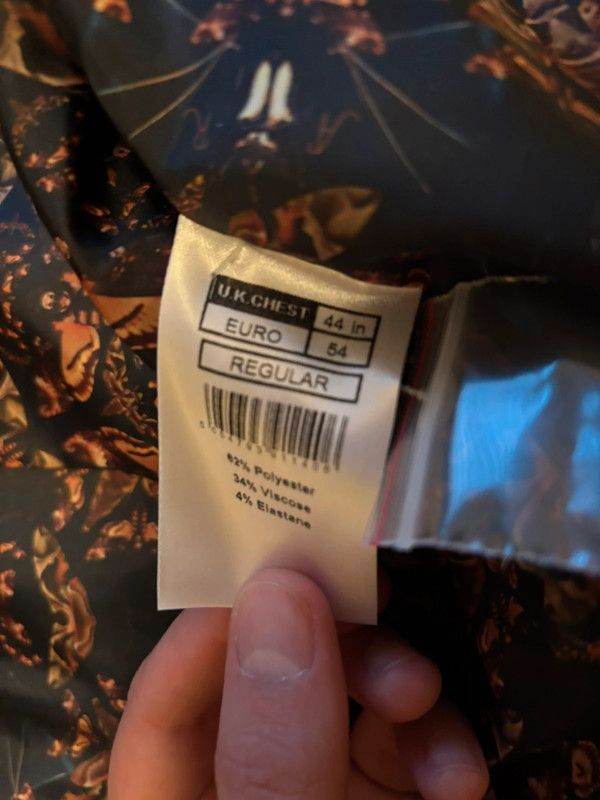 U.K.CHEST 44 in
EURO 54
REGULAR
62% Polyester
34% Viscose
4% Elastane